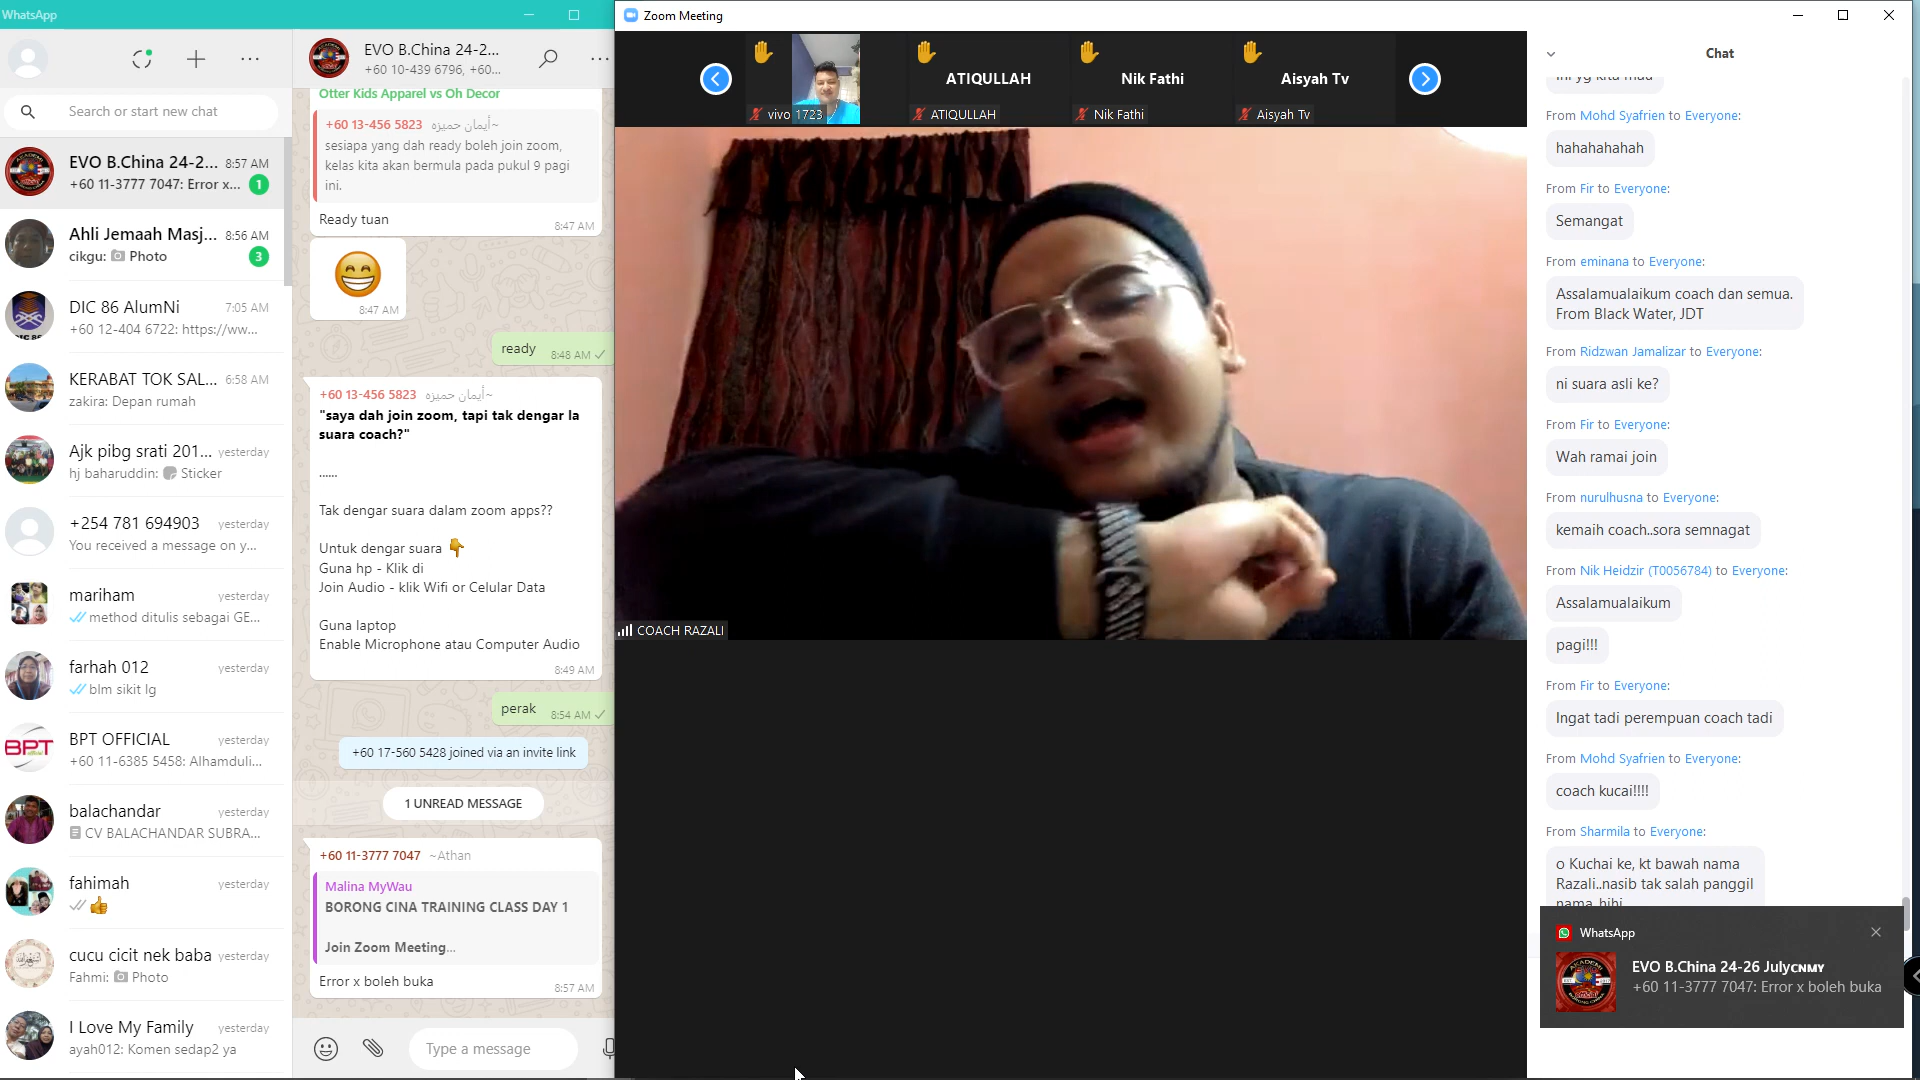 WhatsApp
Search or start new chat
EVO B.China 24-2... 8:57 AM
+60 11-3777 7047: Error x... 1
Ahli Jemaah Masj... 8:56 AM
cikgu: Photo 3
DIC 86 AlumNi 7:05 AM
+60 12-404 6722: https://ww...
KERABAT TOK SAL... 6:58 AM
zakira: Depan rumah
Ajk pibg srati 201... yesterday
hj baharuddin: Sticker
+254 781 694903 yesterday
You received a message on y...
mariham yesterday
method ditulis sebagai GE...
farhah 012 yesterday
blm sikit lg
BPT
BPT OFFICIAL yesterday
+60 11-6385 5458: Alhamduli...
balachandar yesterday
CV BALACHANDAR SUBRA...
fahimah yesterday
👍
cucu cicit nek baba yesterday
Fahmi: Photo
I Love My Family yesterday
ayah012: Komen sedap2 ya
EVO B.China 24-2...
+60 10-439 6796, +60...
Otter Kids Apparel vs Oh Decor
+60 13-456 5823 ~أيمان حميزه
sesiapa yang dah ready boleh join zoom,
kelas kita akan bermula pada pukul 9 pagi
ini.
Ready tuan
8:47 AM
😁
8:47 AM
ready 8:48 AM
+60 13-456 5823 ~أيمان حميزه
"saya dah join zoom, tapi tak dengar la
suara coach?"
......
Tak dengar suara dalam zoom apps??
Untuk dengar suara 👇
Guna hp - Klik di
Join Audio - klik Wifi or Celular Data
Guna laptop
Enable Microphone atau Computer Audio
8:49 AM
perak 8:54 AM
+60 17-560 5428 joined via an invite link
1 UNREAD MESSAGE
+60 11-3777 7047 ~Athan
Malina MyWau
BORONG CINA TRAINING CLASS DAY 1
Join Zoom Meeting...
Error x boleh buka
8:57 AM
Type a message
Zoom Meeting
vivo 1723
ATIQULLAH
ATIQULLAH
Nik Fathi
Nik Fathi
Aisyah Tv
Aisyah Tv
COACH RAZALI
Chat
ini yg kita mau
From Mohd Syafrien to Everyone:
hahahahahah
From Fir to Everyone:
Semangat
From eminana to Everyone:
Assalamualaikum coach dan semua.
From Black Water, JDT
From Ridzwan Jamalizar to Everyone:
ni suara asli ke?
From Fir to Everyone:
Wah ramai join
From nurulhusna to Everyone:
kemaih coach..sora semnagat
From Nik Heidzir (T0056784) to Everyone:
Assalamualaikum
pagi!!!
From Fir to Everyone:
Ingat tadi perempuan coach tadi
From Mohd Syafrien to Everyone:
coach kucai!!!!
From Sharmila to Everyone:
o Kuchai ke, kt bawah nama
Razali..nasib tak salah panggil
nama..hihi
WhatsApp
EVO B.China 24-26 Julyᴄɴᴍʏ
+60 11-3777 7047: Error x boleh buka